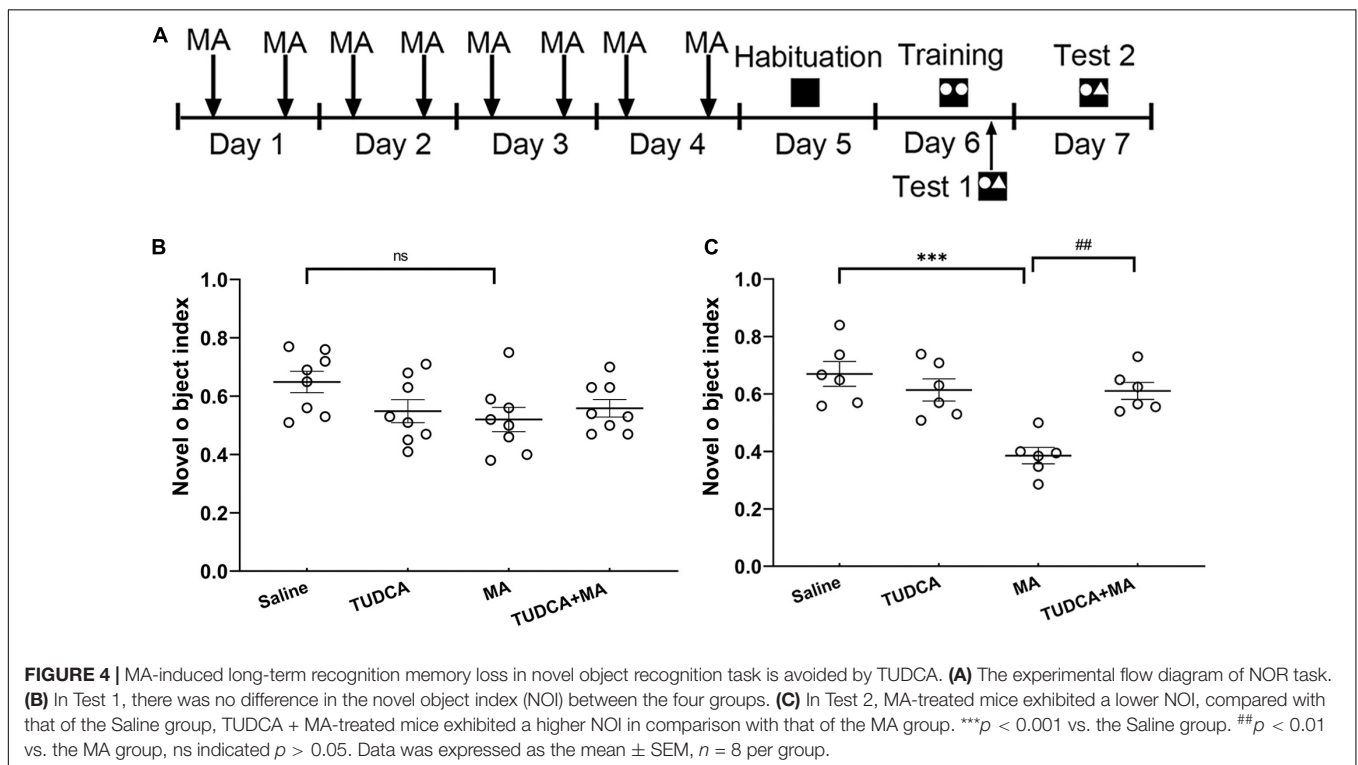 A
MA MA MA MA MA MA MA MA
Habituation Training Test 2
Day 1 Day 2 Day 3 Day 4 Day 5 Day 6 Day 7
Test 1
B
ns
Novel o bject index
1.0
0.8
0.6
0.4
0.2
0.0
Saline TUDCA MA TUDCA+MA
C
*** ##
Novel o bject index
1.0
0.8
0.6
0.4
0.2
0.0
Saline TUDCA MA TUDCA+MA
FIGURE 4 | MA-induced long-term recognition memory loss in novel object recognition task is avoided by TUDCA. (A) The experimental flow diagram of NOR task.
(B) In Test 1, there was no difference in the novel object index (NOI) between the four groups. (C) In Test 2, MA-treated mice exhibited a lower NOI, compared with
that of the Saline group, TUDCA + MA-treated mice exhibited a higher NOI in comparison with that of the MA group. ***p < 0.001 vs. the Saline group. ##p < 0.01
vs. the MA group, ns indicated p > 0.05. Data was expressed as the mean ± SEM, n = 8 per group.